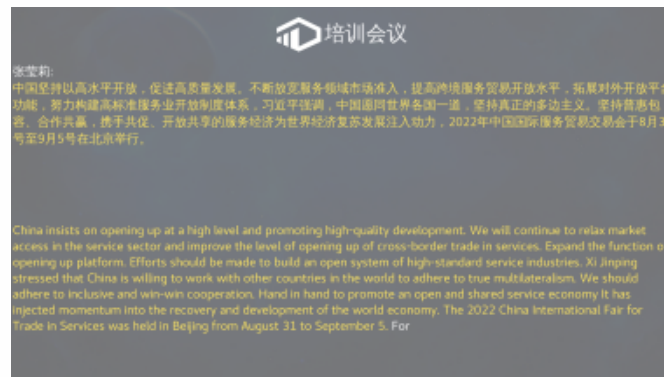 培训会议
张莹莉:
中国坚持以高水平开放，促进高质量发展。不断放宽服务领域市场准入，提高跨境服务贸易开放水平，拓展对外开放平台
功能，努力构建高标准服务业开放制度体系，习近平强调，中国愿同世界各国一道，坚持真正的多边主义。坚持普惠包
容、合作共赢，携手共促、开放共享的服务经济为世界经济复苏发展注入动力，2022年中国国际服务贸易交易会于8月3
号至9月5号在北京举行。
China insists on opening up at a high level and promoting high-quality development. We will continue to relax market
access in the service sector and improve the level of opening up of cross-border trade in services. Expand the function o
opening up platform. Efforts should be made to build an open system of high-standard service industries. Xi Jinping
stressed that China is willing to work with other countries in the world to adhere to true multilateralism. We should
adhere to inclusive and win-win cooperation. Hand in hand to promote an open and shared service economy It has
injected momentum into the recovery and development of the world economy. The 2022 China International Fair for
Trade in Services was held in Beijing from August 31 to September 5. For